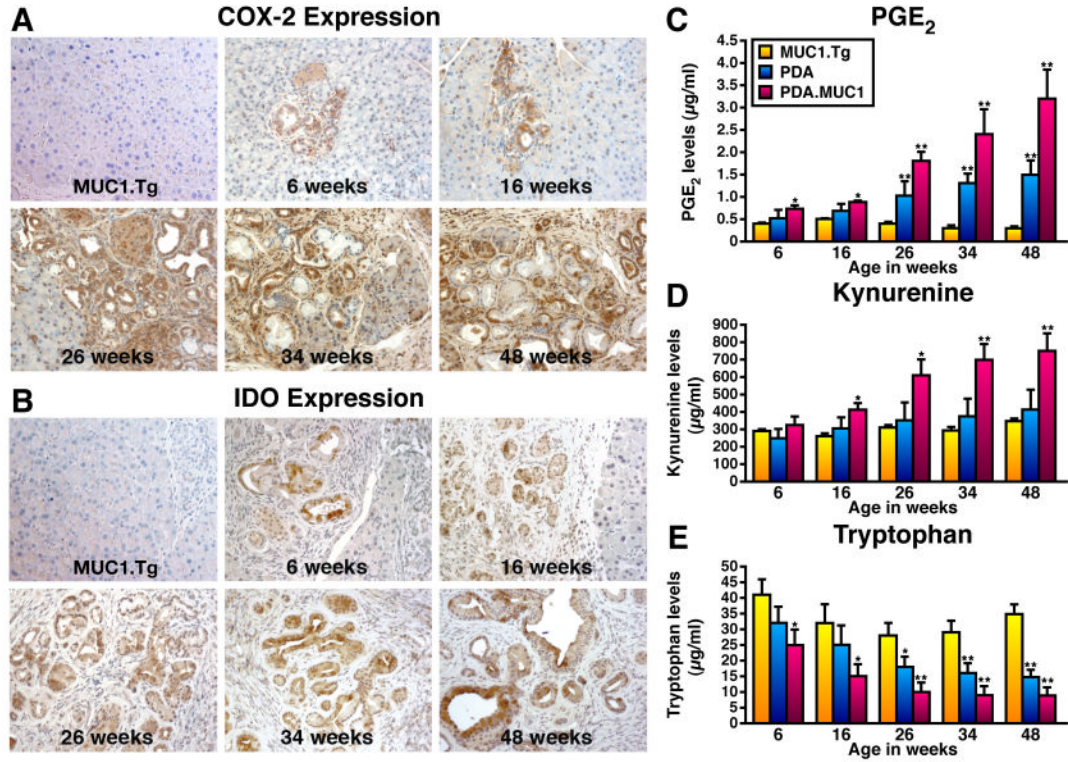 A
COX-2 Expression
MUC1.Tg
6 weeks
16 weeks
26 weeks
34 weeks
48 weeks
B
IDO Expression
MUC1.Tg
6 weeks
16 weeks
26 weeks
34 weeks
48 weeks
C
PGE2
MUC1.Tg
PDA
PDA.MUC1
PGE2 levels (µg/ml)
4.5
4.0
3.5
3.0
2.5
2.0
1.5
1.0
0.5
0
*
*
**
**
**
**
**
**
6 16 26 34 48
Age in weeks
D
Kynurenine
Kynurenine levels
(µg/ml)
900
800
700
600
500
400
300
200
100
0
*
*
**
**
6 16 26 34 48
Age in weeks
E
Tryptophan
Tryptophan levels
(µg/ml)
50
45
40
35
30
25
20
15
10
5
0
*
*
*
**
**
**
**
**
6 16 26 34 48
Age in weeks